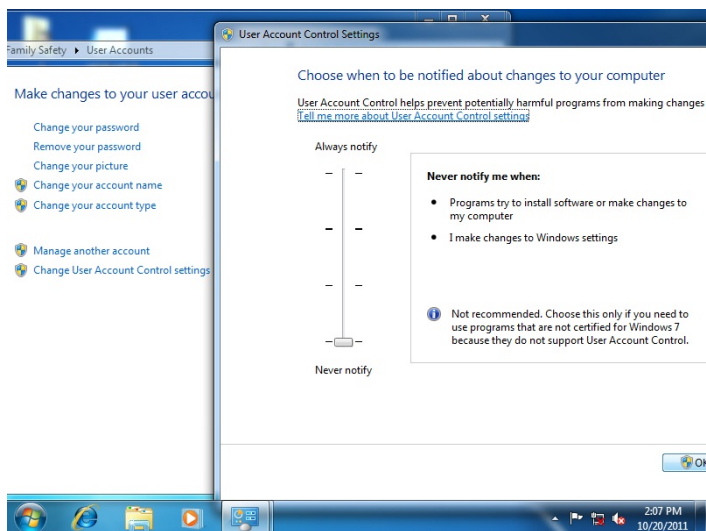 User Account Control Settings
Family Safety ▸ User Accounts
Make changes to your user accou
Change your password
Remove your password
Change your picture
Change your account name
Change your account type
Manage another account
Change User Account Control settings
Choose when to be notified about changes to your computer
User Account Control helps prevent potentially harmful programs from making changes
Tell me more about User Account Control settings
Always notify
Never notify me when:
• Programs try to install software or make changes to
my computer
• I make changes to Windows settings
Not recommended. Choose this only if you need to
use programs that are not certified for Windows 7
because they do not support User Account Control.
Never notify
OK
2:07 PM
10/20/2011